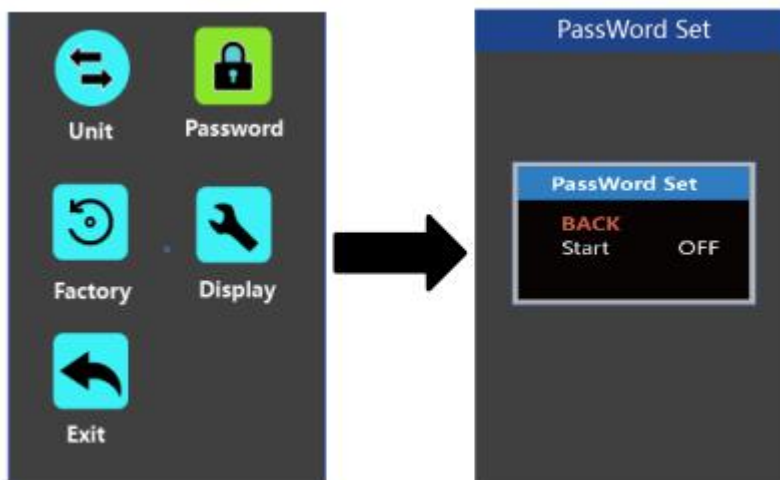 Unit
Password
Factory
Display
Exit
PassWord Set
PassWord Set
BACK
Start OFF